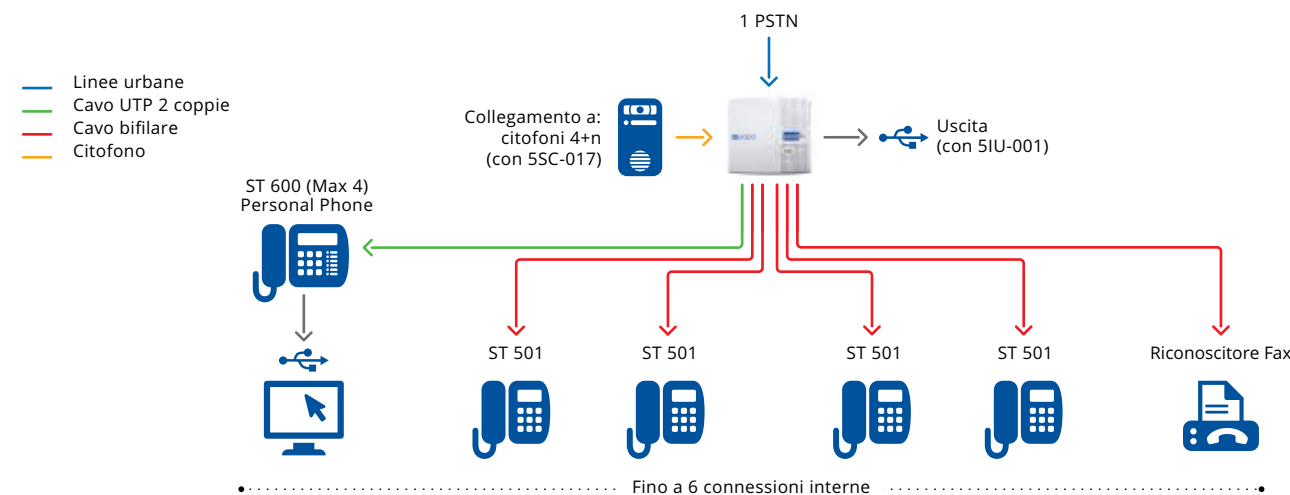 1 PSTN
Linee urbane
Cavo UTP 2 coppie
Cavo bifilare
Citofono
Collegamento a:
citofoni 4+n
(con 5SC-017)
Uscita
(con 5IU-001)
ST 600 (Max 4)
Personal Phone
ST 501
ST 501
ST 501
ST 501
Riconoscitore Fax
Fino a 6 connessioni interne